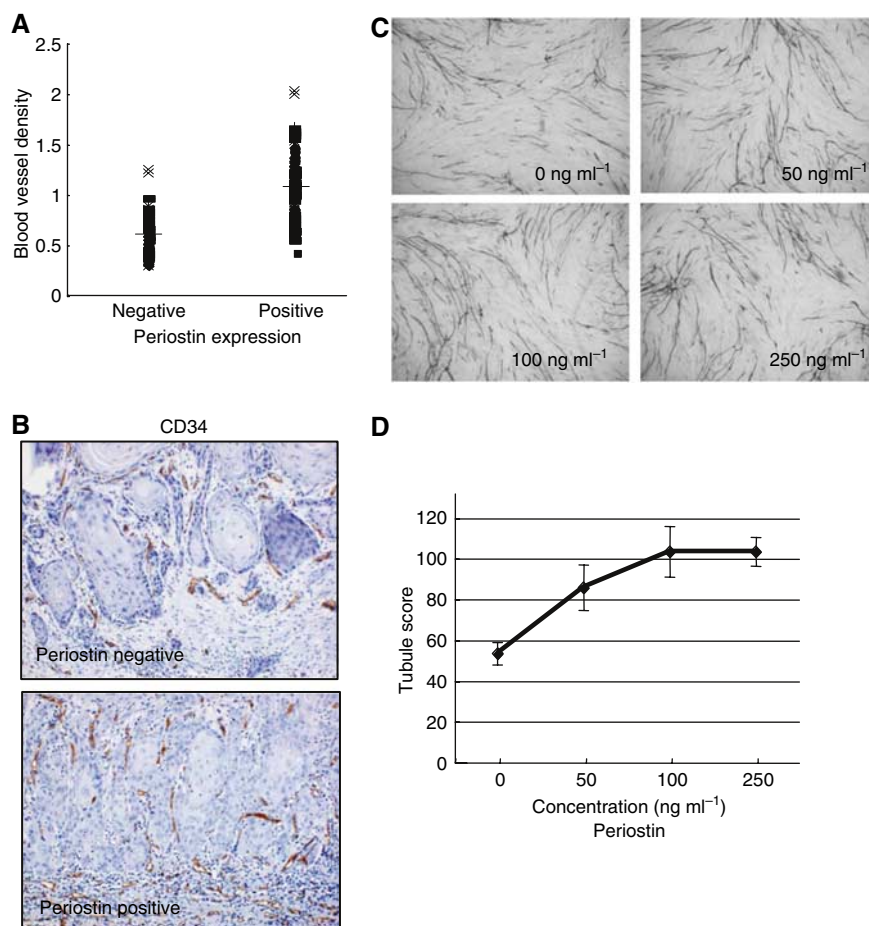 A
2.5
2
1.5
1
0.5
0
Blood vessel density
Negative Positive
Periostin expression
B
CD34
Periostin negative
Periostin positive
C
0 ng ml⁻¹
50 ng ml⁻¹
100 ng ml⁻¹
250 ng ml⁻¹
D
120
100
80
60
40
20
0
Tubule score
0 50 100 250
Concentration (ng ml⁻¹)
Periostin